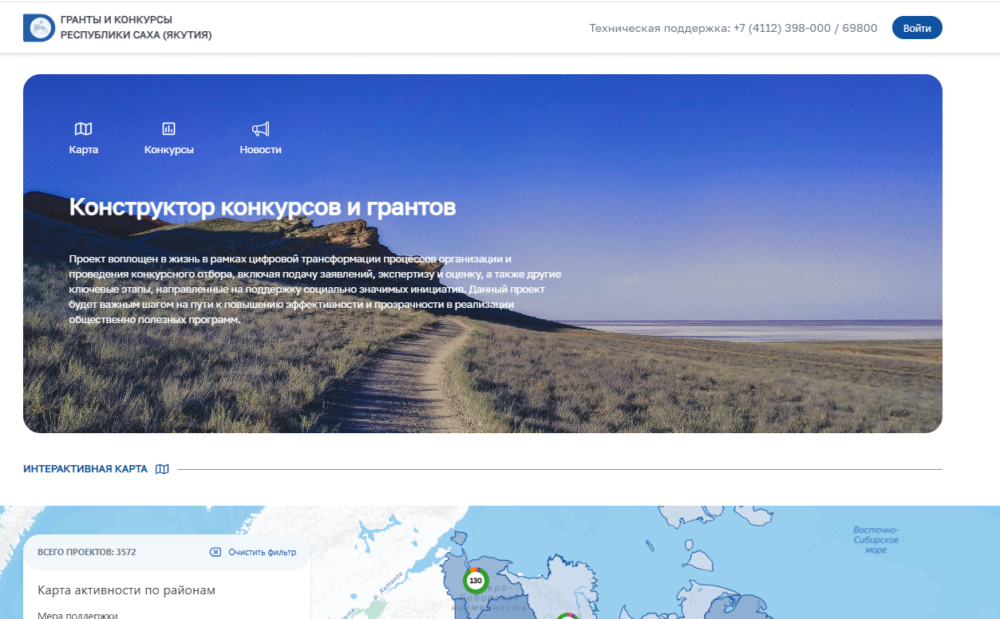 ГРАНТЫ И КОНКУРСЫ
РЕСПУБЛИКИ САХА (ЯКУТИЯ)
Техническая поддержка: +7 (4112) 398-000 / 69800
Войти
Карта
Конкурсы
Новости
Конструктор конкурсов и грантов
Проект воплощен в жизнь в рамках цифровой трансформации процессов организации и
проведения конкурсного отбора, включая подачу заявлений, экспертизу и оценку, а также другие
ключевые этапы, направленные на поддержку социально значимых инициатив. Данный проект
будет важным шагом на пути к повышению эффективности и прозрачности в реализации
общественно полезных программ.
ИНТЕРАКТИВНАЯ КАРТА
ВСЕГО ПРОЕКТОВ: 3572
Очистить фильтр
Карта активности по районам
Мера поддержки
р. Хатанга
130
Сибирская
низменность
Восточно-
Сибирское
море